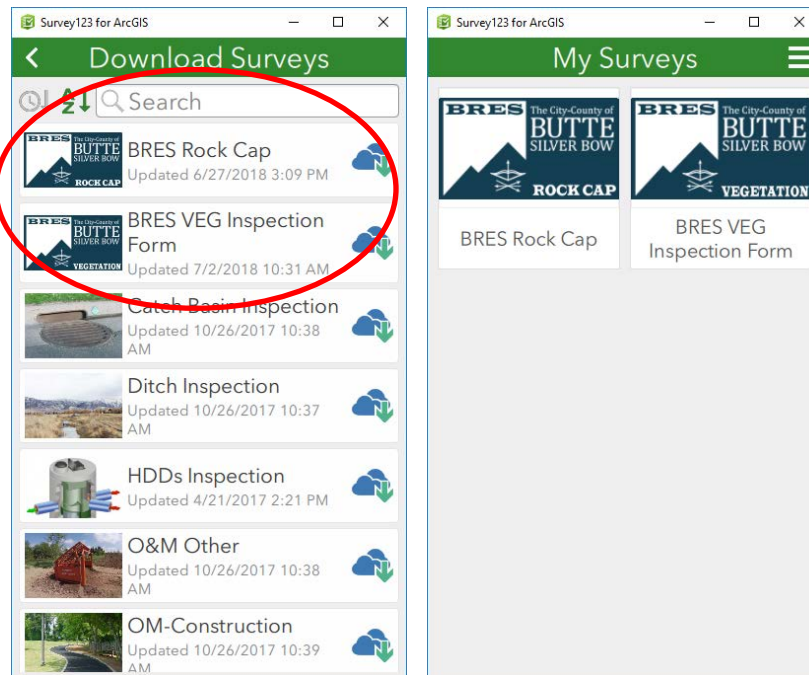 Survey123 for ArcGIS
Download Surveys
Search
BRES The City-County of
BUTTE
SILVER BOW
ROCK CAP
BRES Rock Cap
Updated 6/27/2018 3:09 PM
BRES The City-County of
BUTTE
SILVER BOW
VEGETATION
BRES VEG Inspection
Form
Updated 7/2/2018 10:31 AM
Catch Basin Inspection
Updated 10/26/2017 10:38
AM
Ditch Inspection
Updated 10/26/2017 10:37
AM
HDDs Inspection
Updated 4/21/2017 2:21 PM
O&M Other
Updated 10/26/2017 10:38
AM
OM-Construction
Updated 10/26/2017 10:39
AM
Survey123 for ArcGIS
My Surveys
BRES The City-County of
BUTTE
SILVER BOW
ROCK CAP
BRES Rock Cap
BRES The City-County of
BUTTE
SILVER BOW
VEGETATION
BRES VEG
Inspection Form